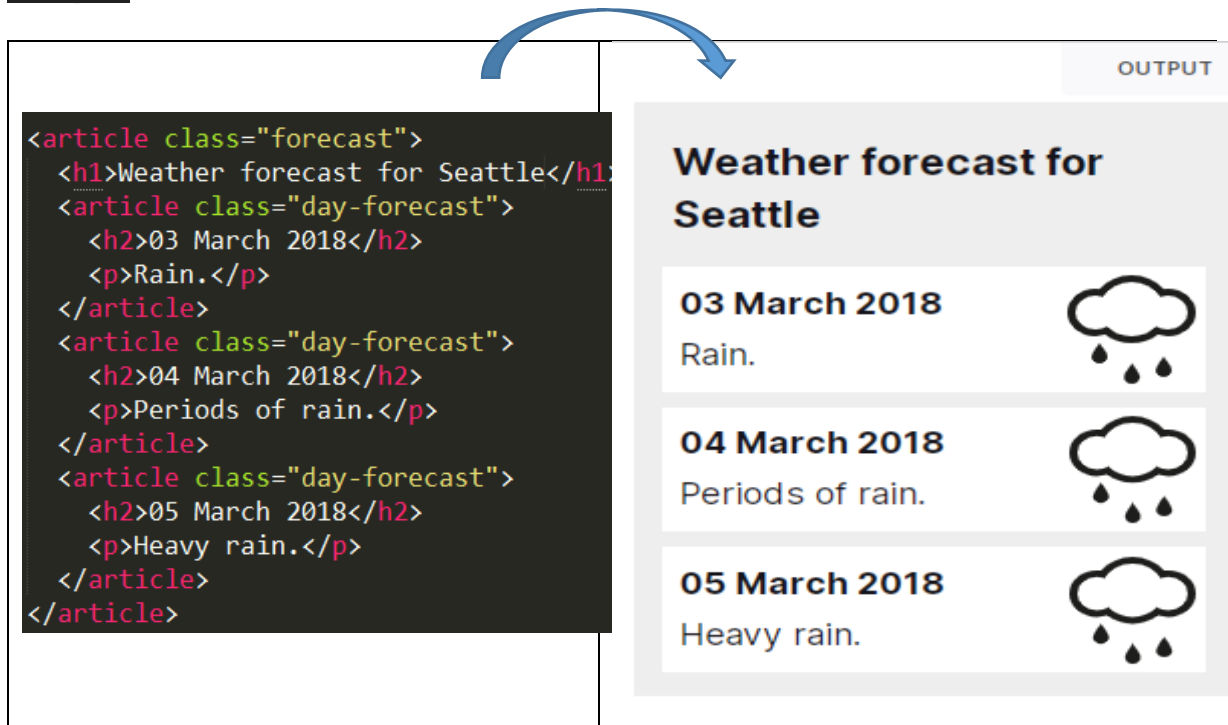 <article class="forecast">
<h1>Weather forecast for Seattle</h1>
<article class="day-forecast">
<h2>03 March 2018</h2>
<p>Rain.</p>
</article>
<article class="day-forecast">
<h2>04 March 2018</h2>
<p>Periods of rain.</p>
</article>
<article class="day-forecast">
<h2>05 March 2018</h2>
<p>Heavy rain.</p>
</article>
</article>
OUTPUT
Weather forecast for
Seattle
03 March 2018
Rain.
04 March 2018
Periods of rain.
05 March 2018
Heavy rain.